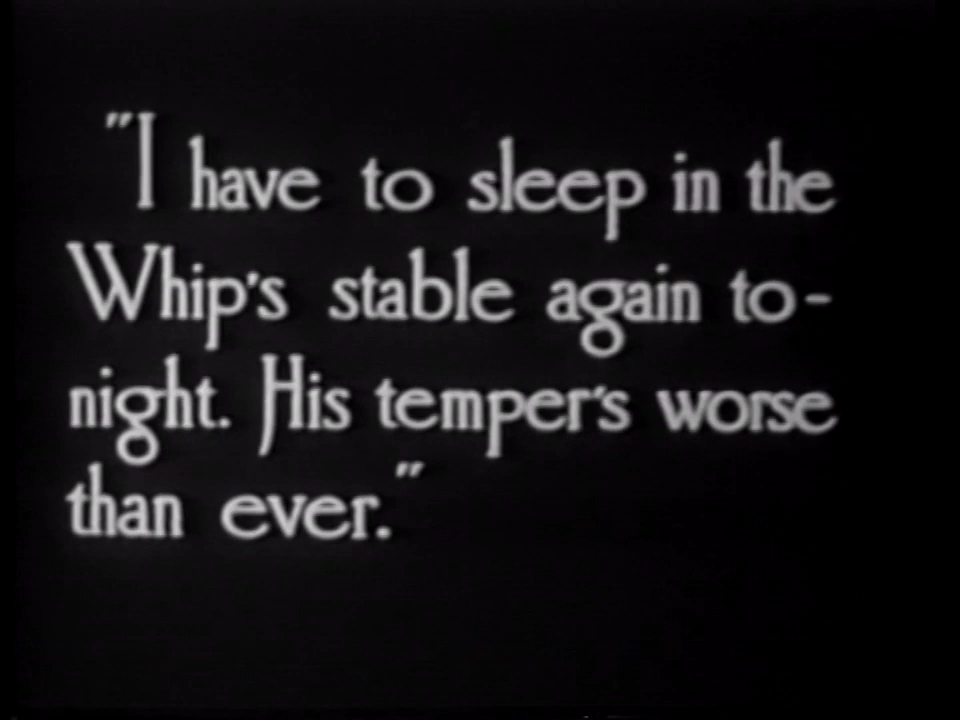 "I have to sleep in the
Whip's stable again to-
night. His temper's worse
than ever."